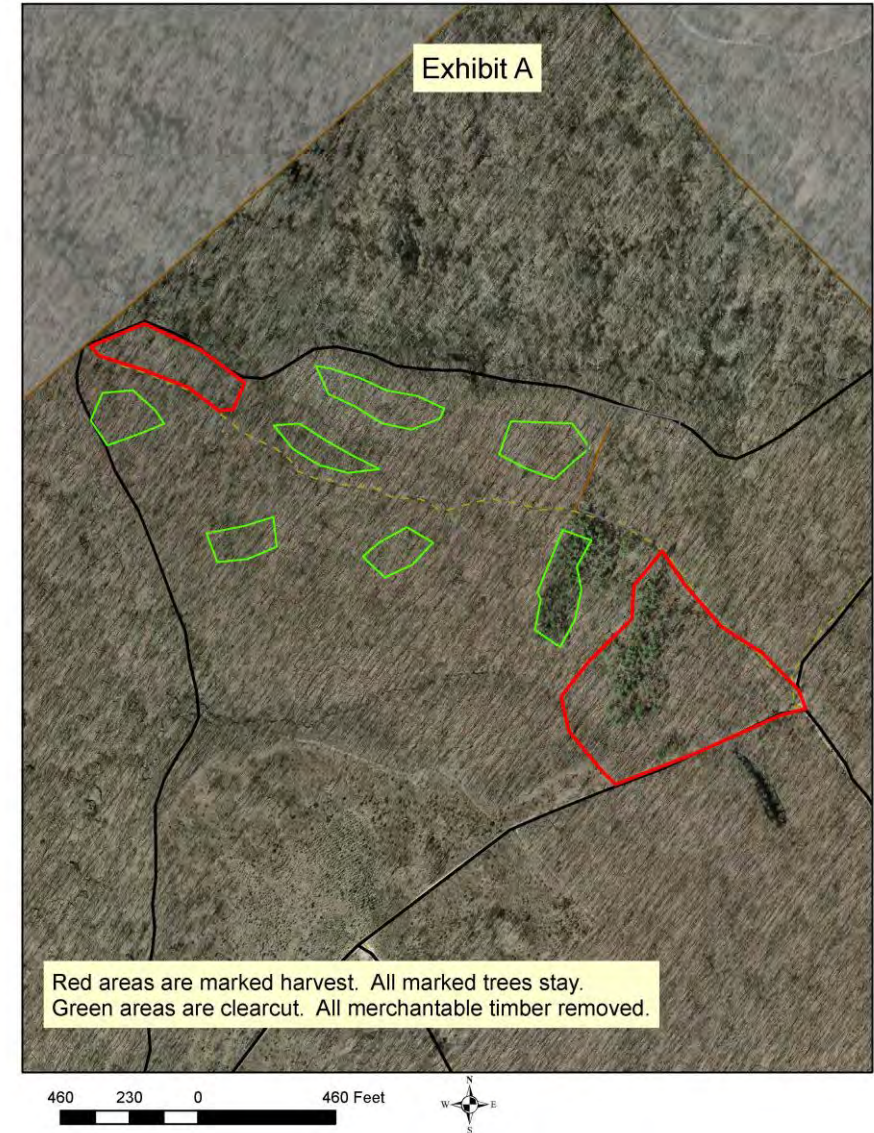 Exhibit A
Red areas are marked harvest. All marked trees stay.
Green areas are clearcut. All merchantable timber removed.
460 230 0 460 Feet
N
W E
S